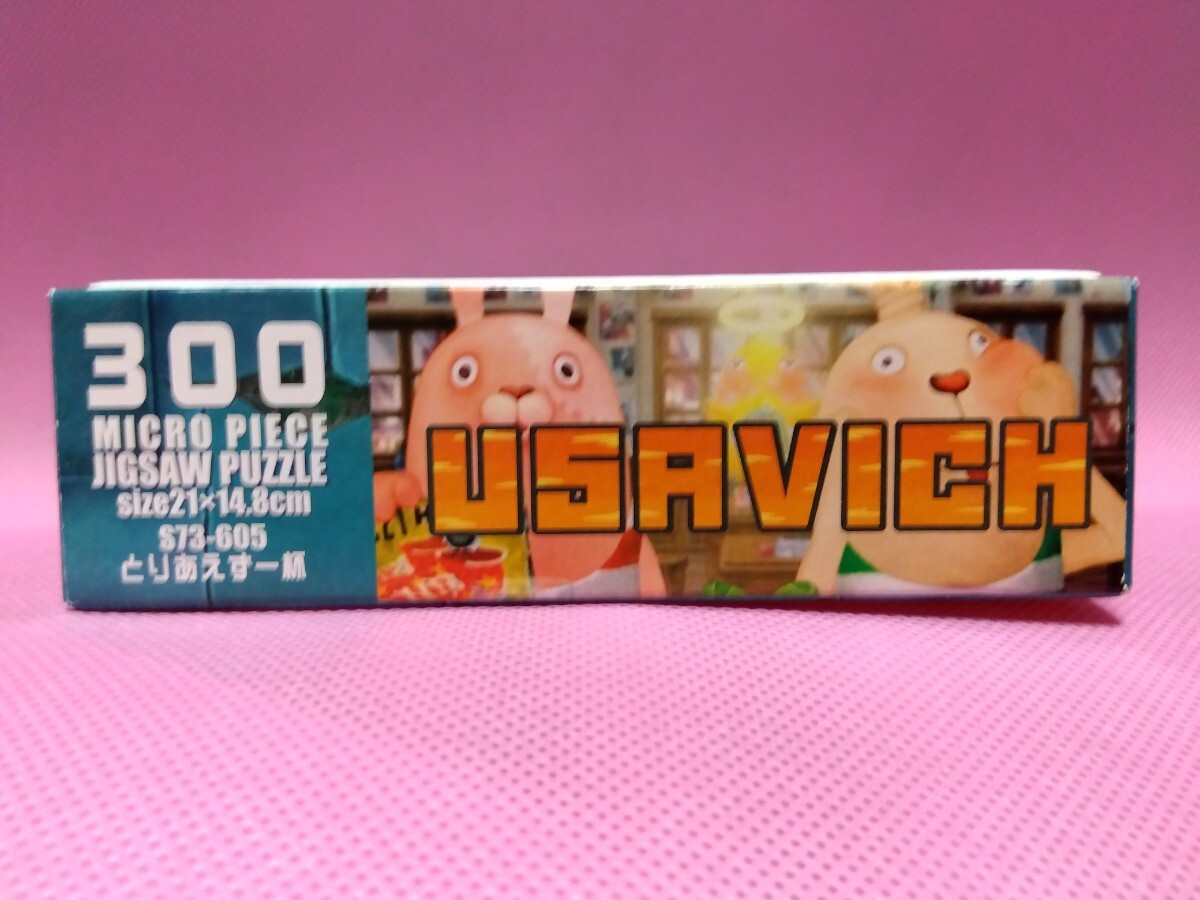 300
MICRO PIECE
JIGSAW PUZZLE
size21×14.8cm
S73-605
とりあえず一杯
USAVICH